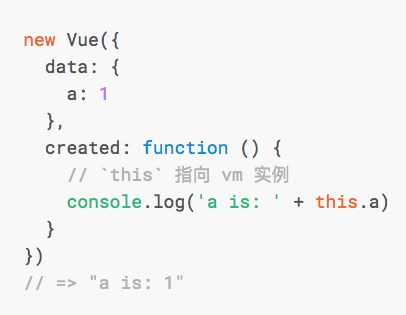 new Vue({
  data: {
    a: 1
  },
  created: function () {
    // `this` 指向 vm 实例
    console.log('a is: ' + this.a)
  }
})
// => "a is: 1"